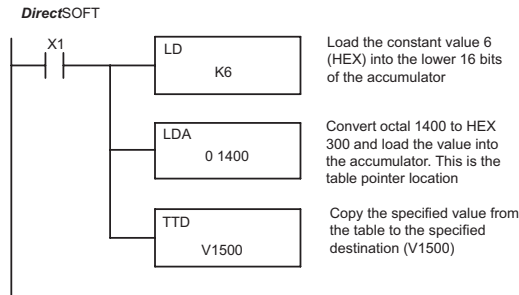 DirectSOFT
X1
LD
K6
Load the constant value 6
(HEX) into the lower 16 bits
of the accumulator
LDA
0 1400
Convert octal 1400 to HEX
300 and load the value into
the accumulator. This is the
table pointer location
TTD
V1500
Copy the specified value from
the table to the specified
destination (V1500)